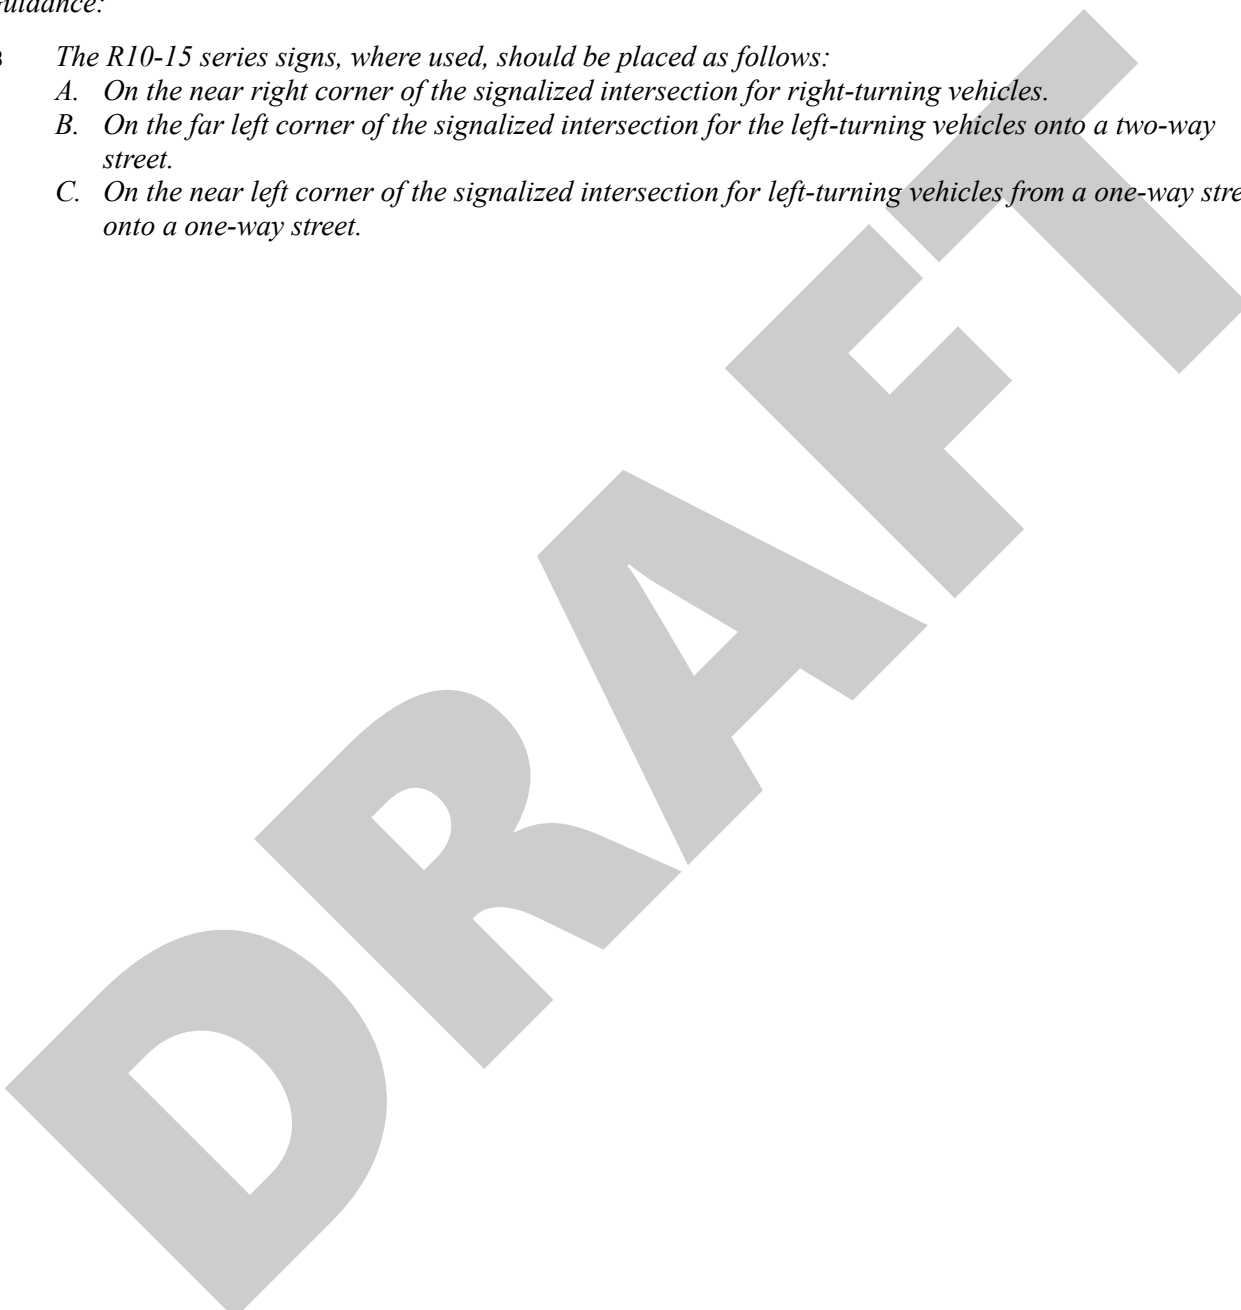 Guidance:
The R10-15 series signs, where used, should be placed as follows:
A. On the near right corner of the signalized intersection for right-turning vehicles.
B. On the far left corner of the signalized intersection for the left-turning vehicles onto a two-way
street.
C. On the near left corner of the signalized intersection for left-turning vehicles from a one-way
onto a one-way street.
DRAFT